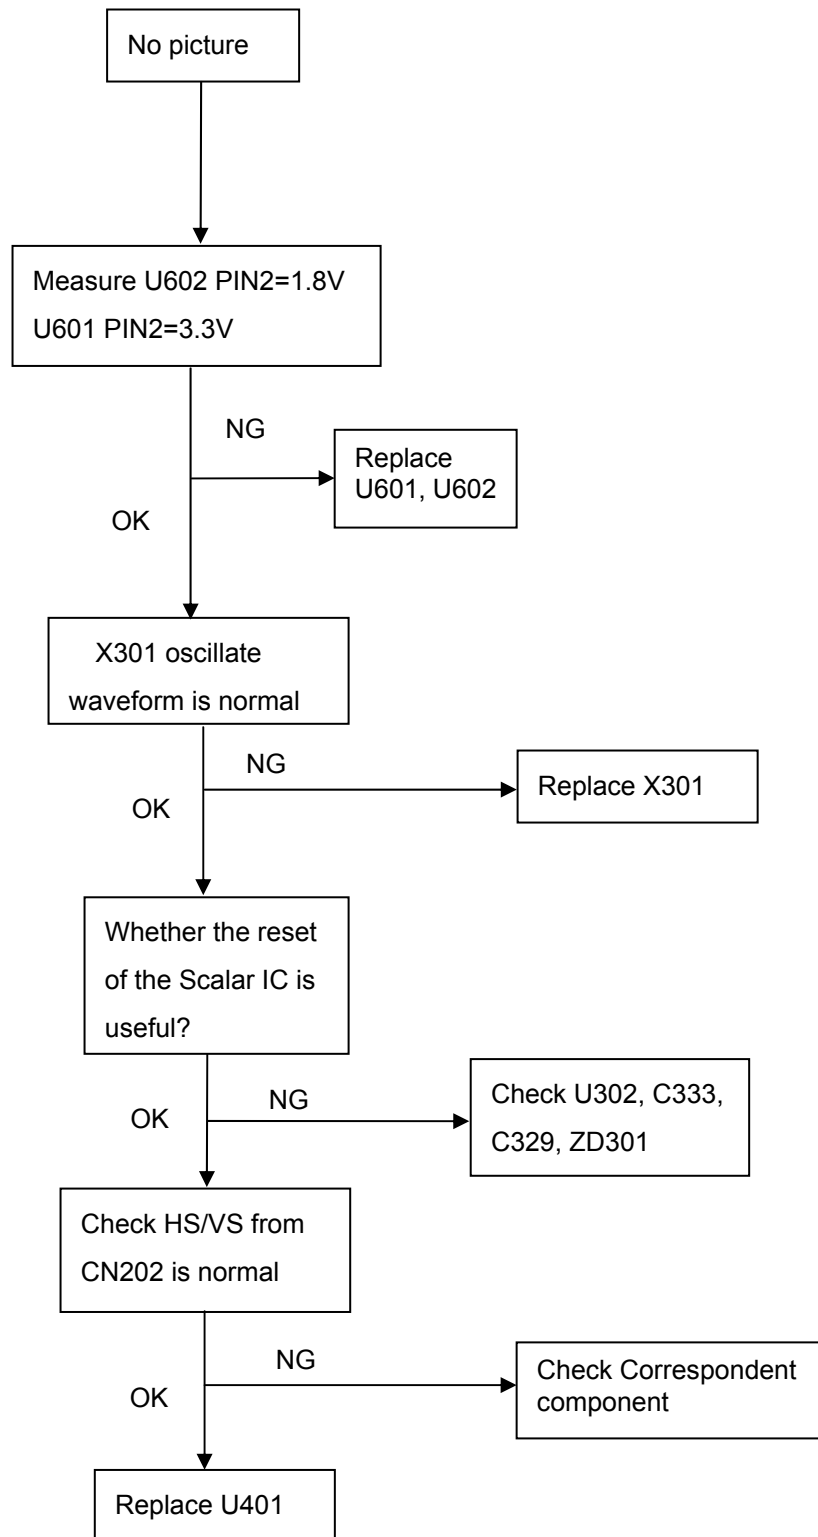 No picture
Measure U602 PIN2=1.8V
U601 PIN2=3.3V
NG
Replace
U601, U602
OK
X301 oscillate
waveform is normal
NG
Replace X301
OK
Whether the reset
of the Scalar IC is
useful?
NG
Check U302, C333,
C329, ZD301
OK
Check HS/VS from
CN202 is normal
NG
Check Correspondent
component
OK
Replace U401